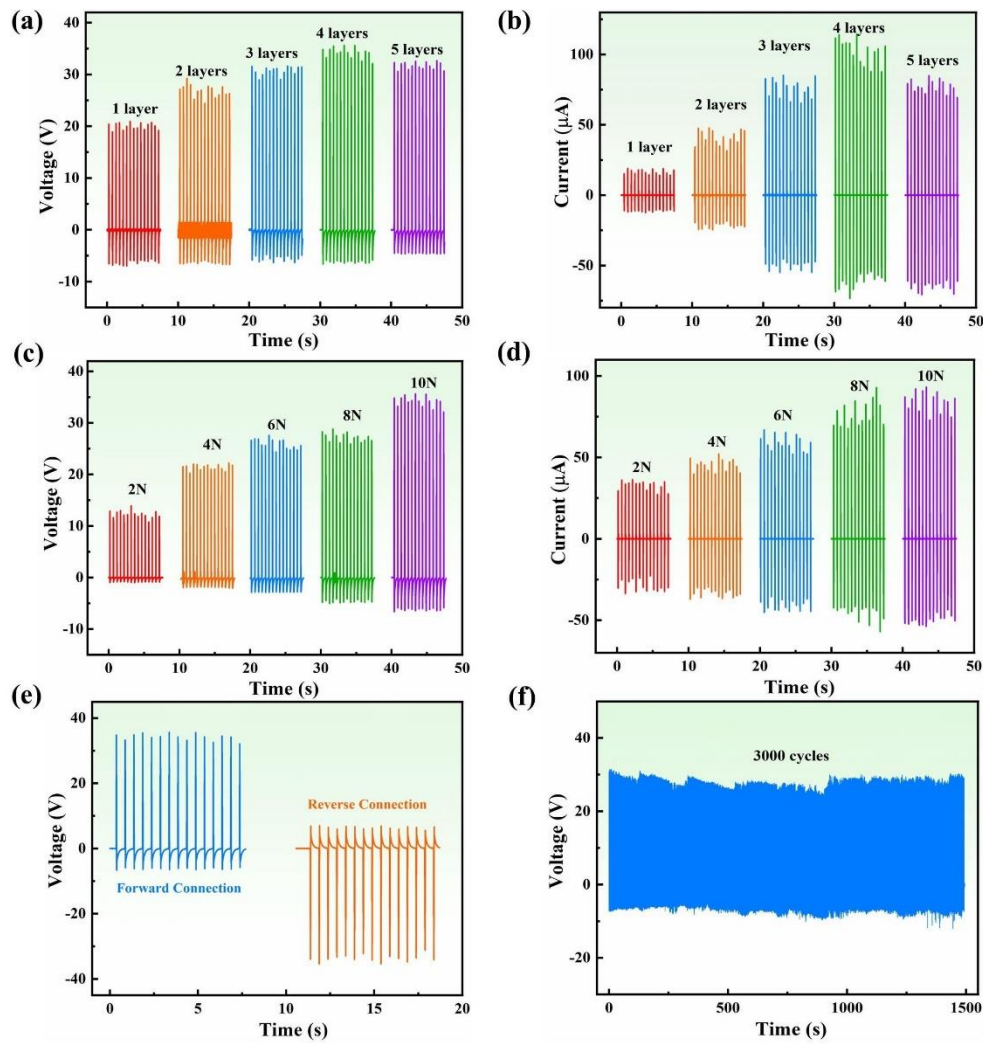 (a)
40
30
20
10
0
-10
Voltage (V)
1 layer
2 layers
3 layers
4 layers
5 layers
0 10 20 30 40 50
Time (s)
(b)
100
50
0
-50
Current (μA)
1 layer
2 layers
3 layers
4 layers
5 layers
0 10 20 30 40 50
Time (s)
(c)
40
30
20
10
0
-10
Voltage (V)
2N
4N
6N
8N
10N
0 10 20 30 40 50
Time (s)
(d)
100
50
0
-50
Current (μA)
2N
4N
6N
8N
10N
0 10 20 30 40 50
Time (s)
(e)
40
20
0
-20
-40
Voltage (V)
Forward Connection
Reverse Connection
0 5 10 15 20
Time (s)
(f)
40
20
10
0
-20
Voltage (V)
3000 cycles
0 500 1000 1500
Time (s)